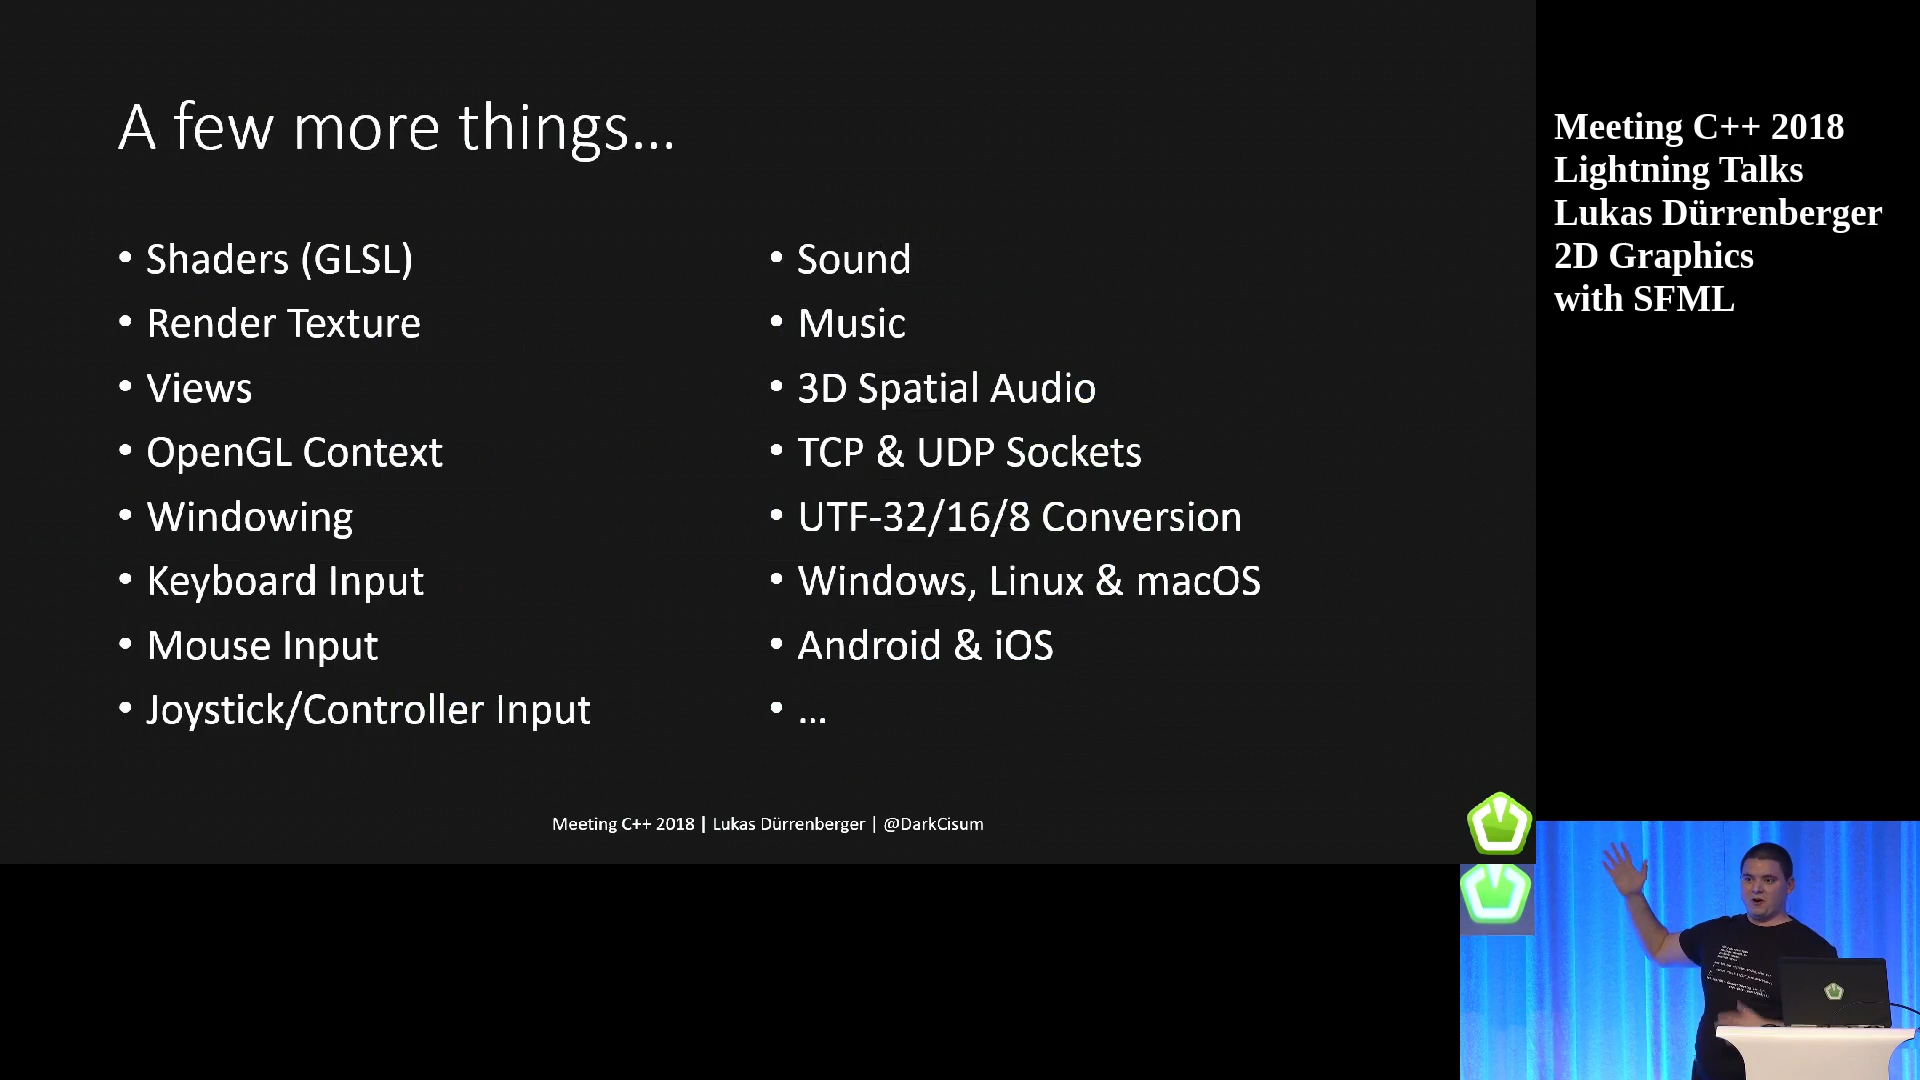 A few more things...
• Shaders (GLSL)
• Render Texture
• Views
• OpenGL Context
• Windowing
• Keyboard Input
• Mouse Input
• Joystick/Controller Input
• Sound
• Music
• 3D Spatial Audio
• TCP & UDP Sockets
• UTF-32/16/8 Conversion
• Windows, Linux & macOS
• Android & iOS
• ...
Meeting C++ 2018 | Lukas Dürrenberger | @DarkCisum
Meeting C++ 2018
Lightning Talks
Lukas Dürrenberger
2D Graphics
with SFML